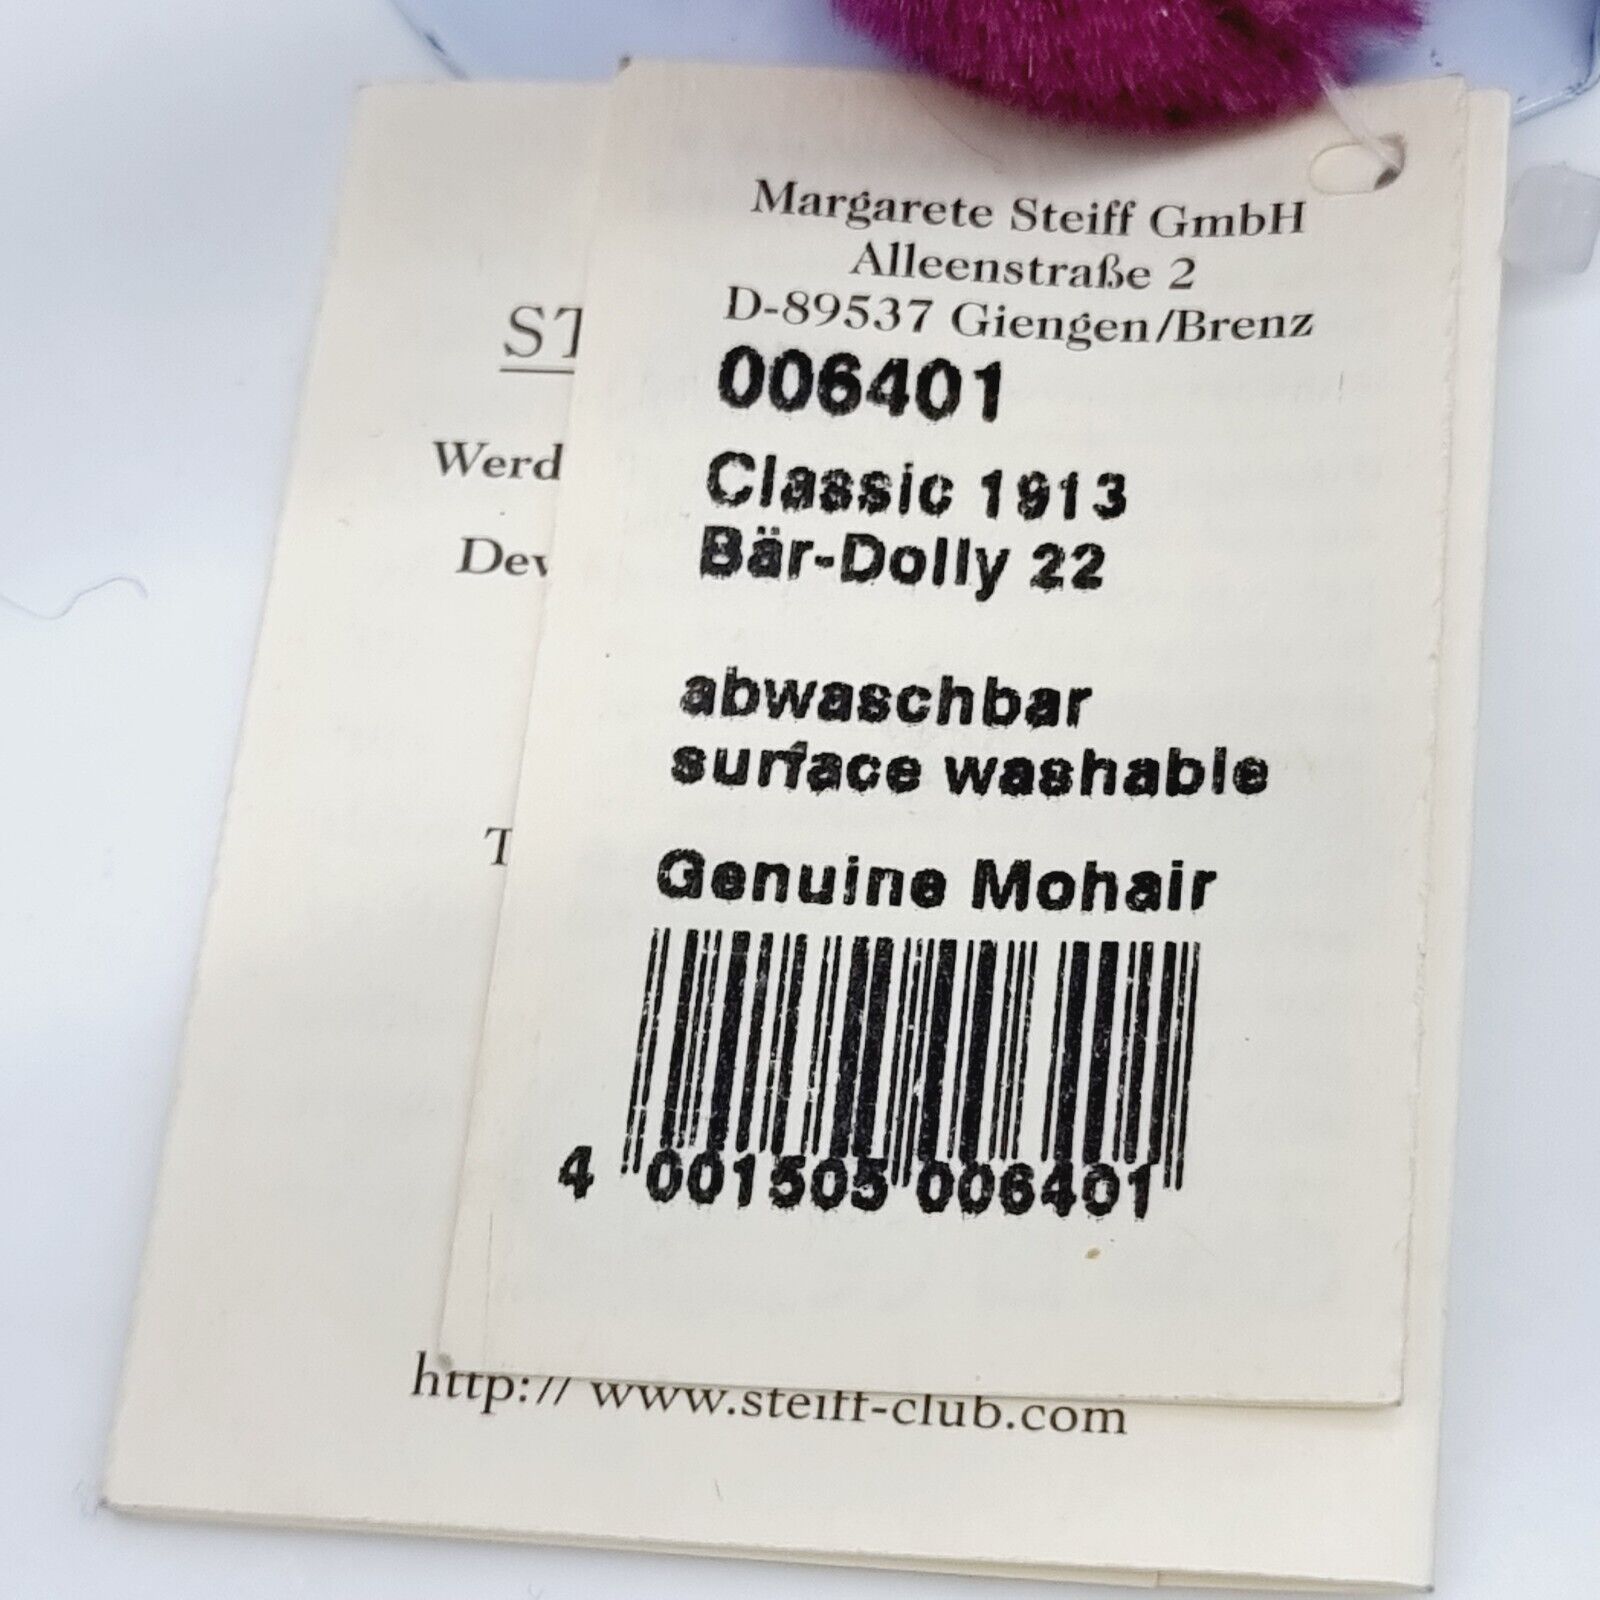 Margarete Steiff GmbH
Alleenstraße 2
D-89537 Giengen/Brenz
006401
Classic 1913
Bär-Dolly 22
abwaschbar
surface washable
Genuine Mohair
4 001505 006401
ST
Werd
Dev
T
http:// www.steiff-club.com